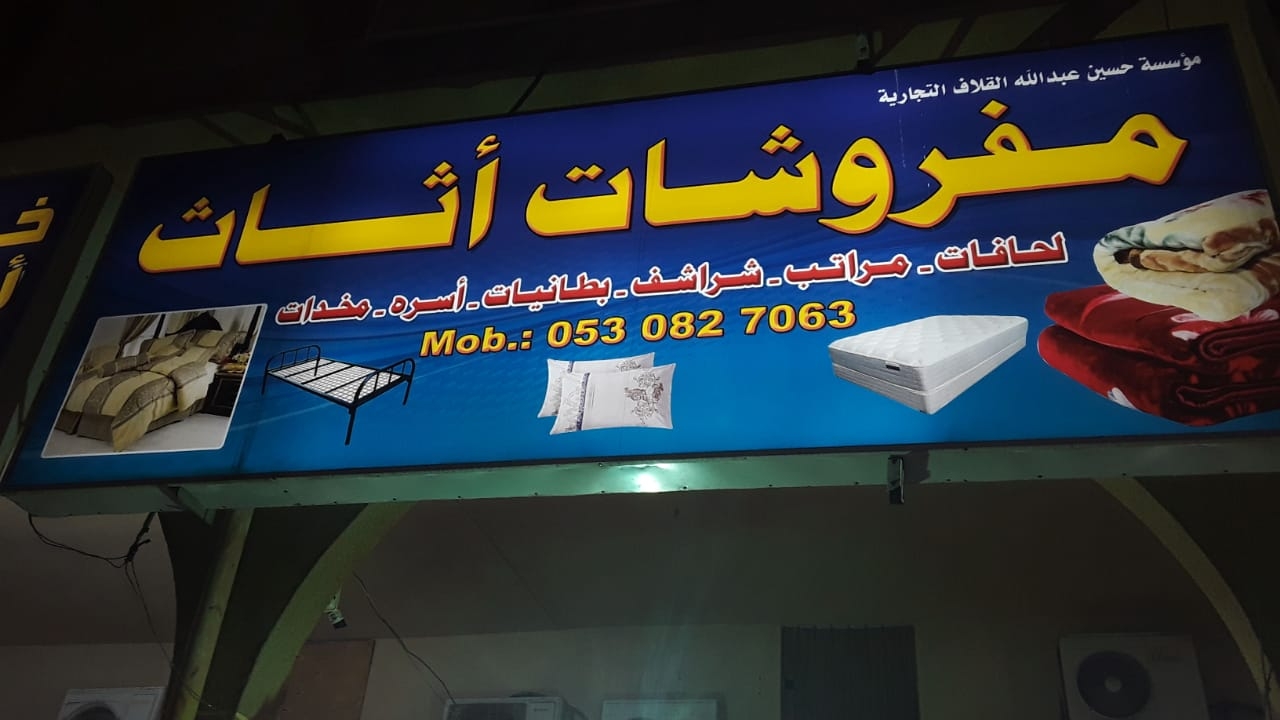 مؤسسة حسين عبدالله القلاف التجارية
مفروشات أثاث
لحافات - مراتب - شراشف - بطانيات - أسره - مخدات
Mob.: 053 082 7063